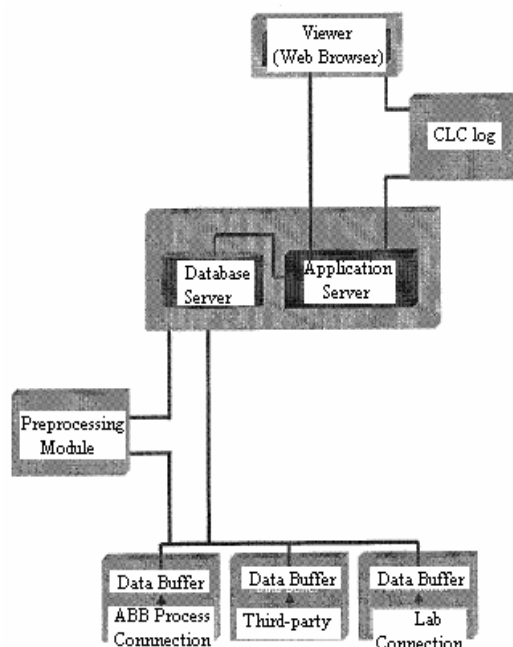 Viewer
(Web Browser)
CLC log
Database
Server
Application
Server
Preprocessing
Module
Data Buffer
ABB Process
Connnection
Data Buffer
Third-party
Data Buffer
Lab
Connection